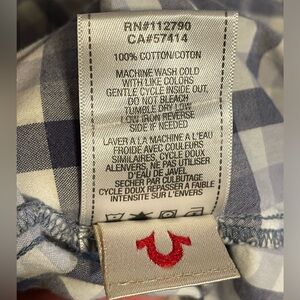 RN#112790
CA#57414
100% COTTON/COTON
MACHINE WASH COLD
WITH LIKE COLORS
GENTLE CYCLE INSIDE OUT,
DO NOT BLEACH
TUMBLE DRY LOW
LOW IRON REVERSE
SIDE IF NEEDED
LAVER A LA MACHINE A L'EAU
FROIDE AVEC COULEURS
SIMILAIRES, CYCLE DOUX
ALENVERS, NE PAS UTILISER
D'EAU DE JAVEL
SECHER PAR CULBUTAGE
CYCLE DOUX REPASSER A FAIBLE
INTENSITE SUR L'ENVERS